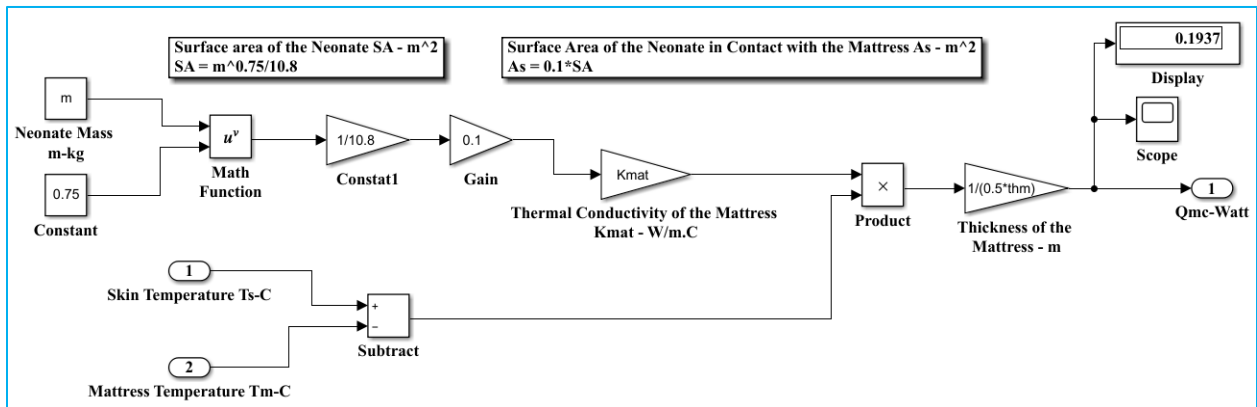 Surface area of the Neonate SA - m^2
SA = m^0.75/10.8
Surface Area of the Neonate in Contact with the Mattress As - m^2
As = 0.1*SA
0.1937
Display
m
Neonate Mass
m-kg
u^v
Math
Function
1/10.8
Constat1
0.1
Gain
Kmat
Thermal Conductivity of the Mattress
Kmat - W/m.C
×
Product
1/(0.5*thm)
Thickness of the
Mattress - m
Scope
1
Qmc-Watt
0.75
Constant
1
Skin Temperature Ts-C
+
−
Subtract
2
Mattress Temperature Tm-C